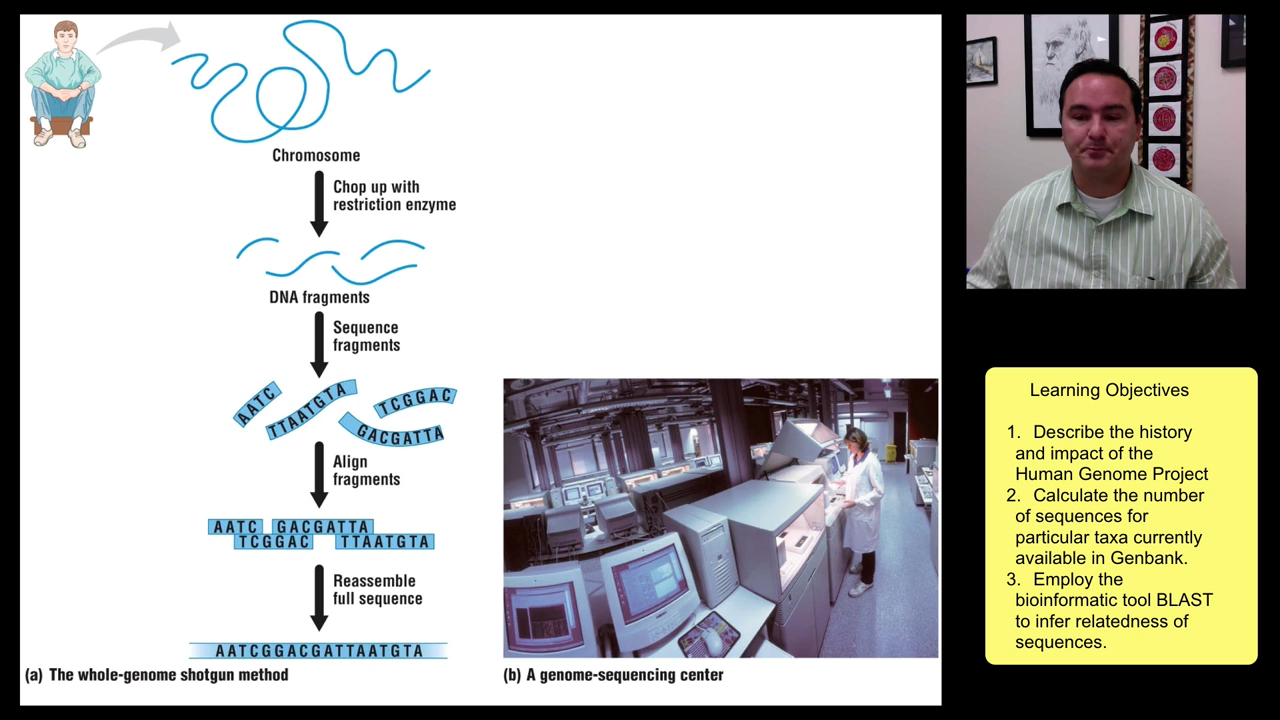 Chromosome
Chop up with
restriction enzyme
DNA fragments
Sequence
fragments
AATC
TTAATGTA
TCGGAC
GACGATTA
Align
fragments
AATC GACGATTA
TCGGAC TTAATGTA
Reassemble
full sequence
AATCGGACGATTAATGTA
(a) The whole-genome shotgun method
(b) A genome-sequencing center
Learning Objectives
1. Describe the history
and impact of the
Human Genome Project
2. Calculate the number
of sequences for
particular taxa currently
available in Genbank.
3. Employ the
bioinformatic tool BLAST
to infer relatedness of
sequences.